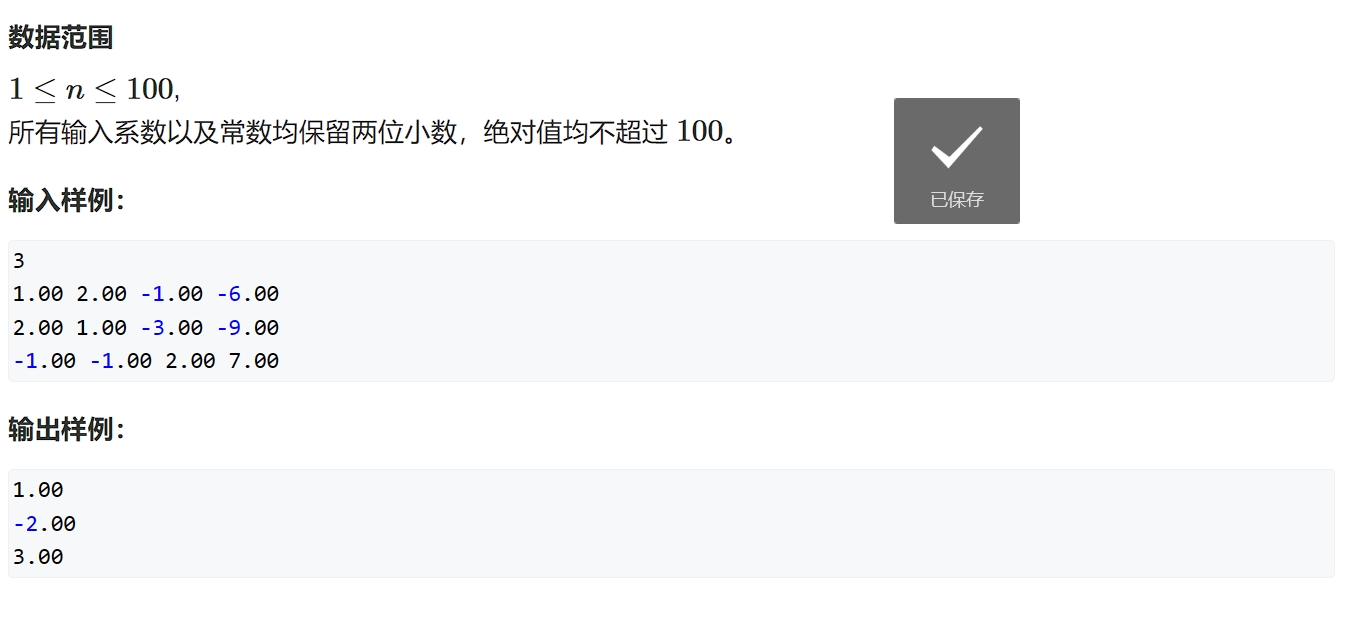 数据范围
1 ≤ n ≤ 100,
所有输入系数以及常数均保留两位小数，绝对值均不超过 100。
已保存
输入样例：
3
1.00 2.00 -1.00 -6.00
2.00 1.00 -3.00 -9.00
-1.00 -1.00 2.00 7.00
输出样例：
1.00
-2.00
3.00